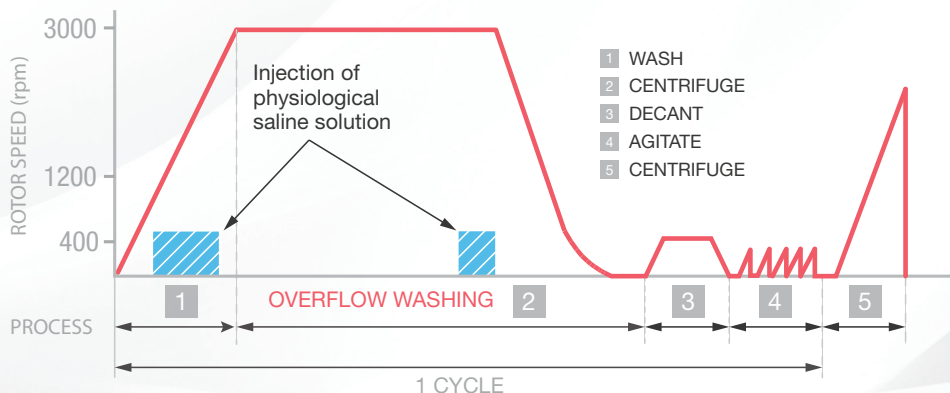 3000
1200
400
ROTOR SPEED (rpm)
Injection of
physiological
saline solution
1 WASH
2 CENTRIFUGE
3 DECANT
4 AGITATE
5 CENTRIFUGE
1 OVERFLOW WASHING 2 3 4 5
PROCESS
1 CYCLE